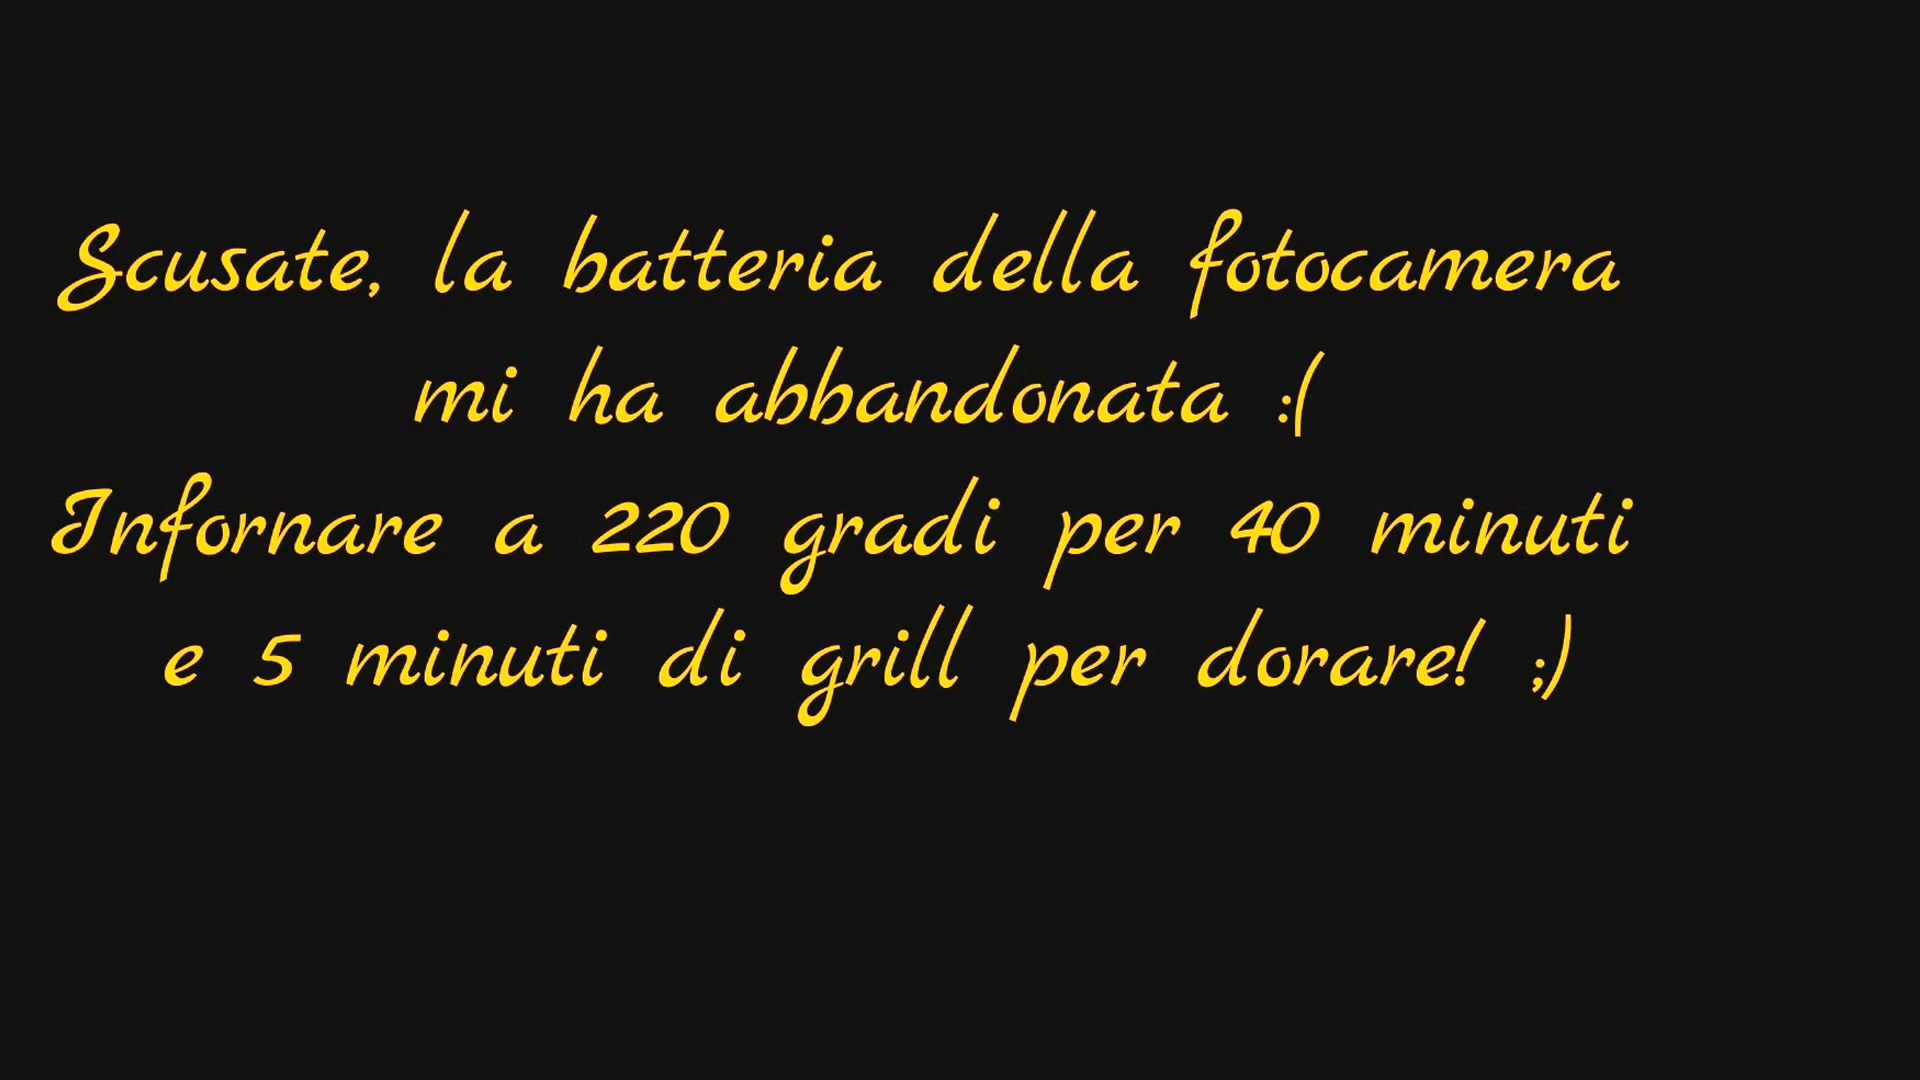 Scusate, la batteria della fotocamera
mi ha abbandonata :(
Infornare a 220 gradi per 40 minuti
e 5 minuti di grill per dorare! ;)